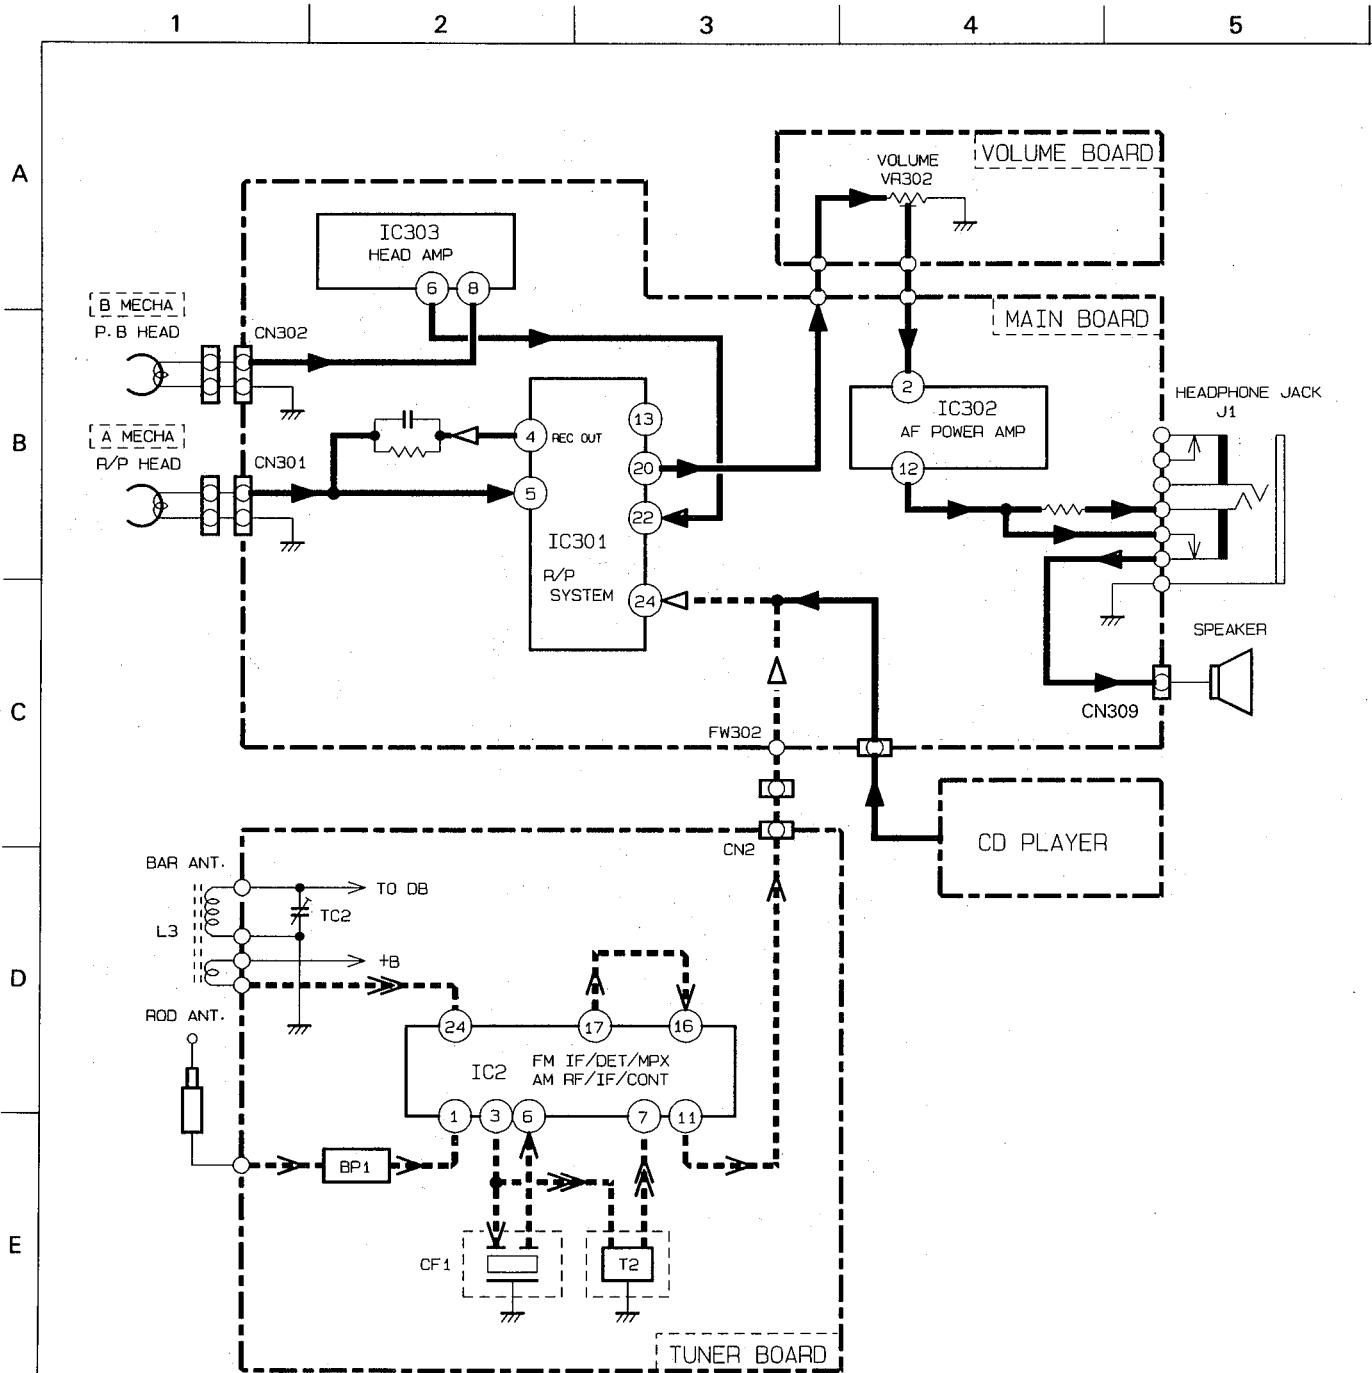 1 2 3 4 5
A
VOLUME BOARD
VOLUME
VR302
IC303
HEAD AMP
6 8
B MECHA
P.B HEAD
CN302
MAIN BOARD
2
IC302
AF POWER AMP
12
HEADPHONE JACK
J1
B
A MECHA
R/P HEAD
CN301
4 REC OUT
5
13
20
22
IC301
R/P
SYSTEM
24
SPEAKER
C
CN309
FW302
CD PLAYER
CN2
BAR ANT.
TO OB
TC2
L3
+B
D
ROD ANT.
24 17 16
IC2
FM IF/DET/MPX
AM RF/IF/CONT
1 3 6 7 11
BP1
E
CF1
T2
TUNER BOARD